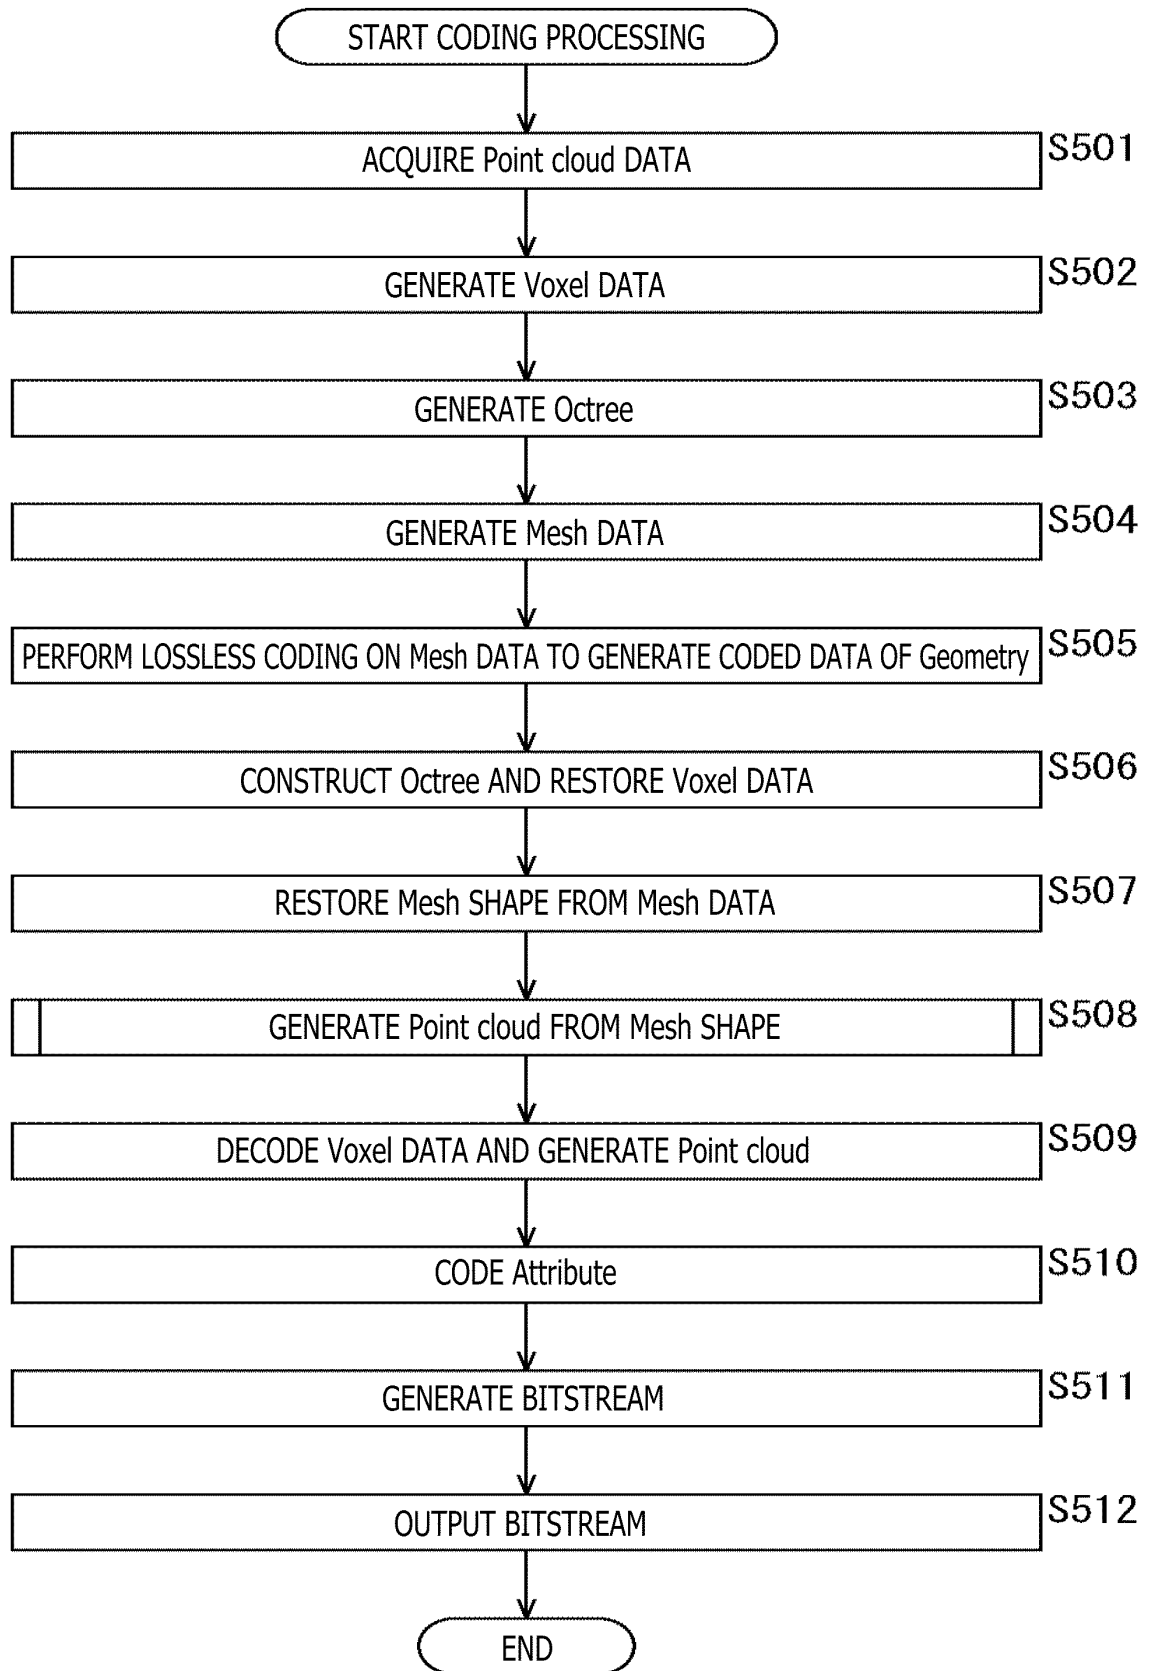 START CODING PROCESSING
ACQUIRE Point cloud DATA
S501
GENERATE Voxel DATA
S502
GENERATE Octree
S503
GENERATE Mesh DATA
S504
PERFORM LOSSLESS CODING ON Mesh DATA TO GENERATE CODED DATA OF Geometry
S505
CONSTRUCT Octree AND RESTORE Voxel DATA
S506
RESTORE Mesh SHAPE FROM Mesh DATA
S507
GENERATE Point cloud FROM Mesh SHAPE
S508
DECODE Voxel DATA AND GENERATE Point cloud
S509
CODE Attribute
S510
GENERATE BITSTREAM
S511
OUTPUT BITSTREAM
S512
END